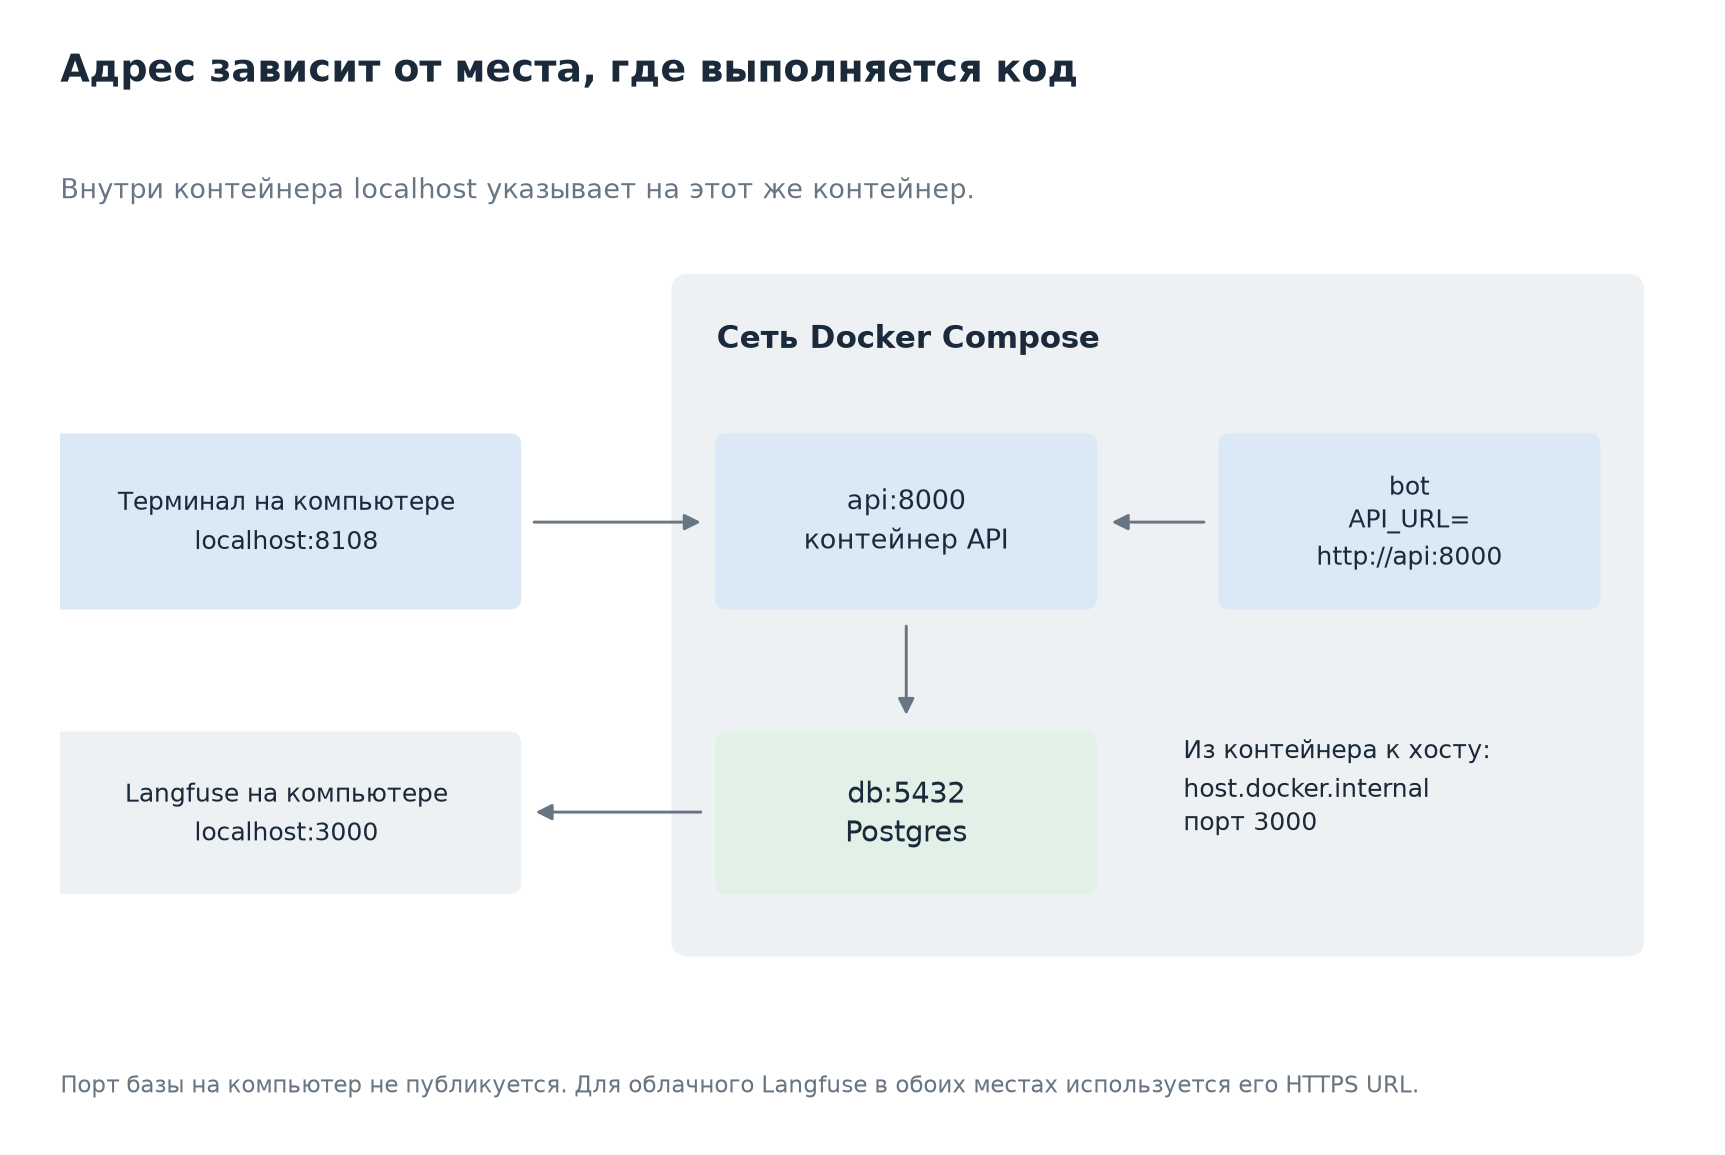 Адрес зависит от места, где выполняется код
Внутри контейнера localhost указывает на этот же контейнер.
Сеть Docker Compose
Терминал на компьютере
localhost:8108
api:8000
контейнер API
bot
API_URL=
http://api:8000
Langfuse на компьютере
localhost:3000
db:5432
Postgres
Из контейнера к хосту:
host.docker.internal
порт 3000
Порт базы на компьютер не публикуется. Для облачного Langfuse в обоих местах используется его HTTPS URL.